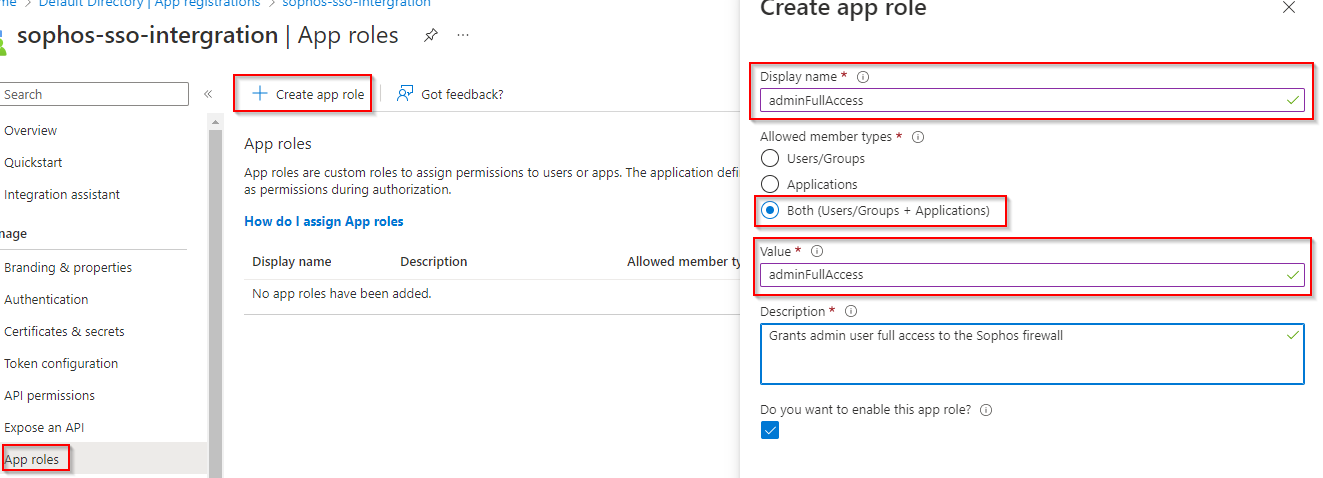 me > Default Directory | App registrations > sophos-sso-intergration
sophos-sso-intergration | App roles
Search
Overview
Quickstart
Integration assistant
nage
Branding & properties
Authentication
Certificates & secrets
Token configuration
API permissions
Expose an API
App roles
Create app role
Got feedback?
App roles
App roles are custom roles to assign permissions to users or apps. The application defi
as permissions during authorization.
How do I assign App roles
Display name Description Allowed member ty
No app roles have been added.
Create app role
Display name *
adminFullAccess
Allowed member types *
Users/Groups
Applications
Both (Users/Groups + Applications)
Value *
adminFullAccess
Description *
Grants admin user full access to the Sophos firewall
Do you want to enable this app role?